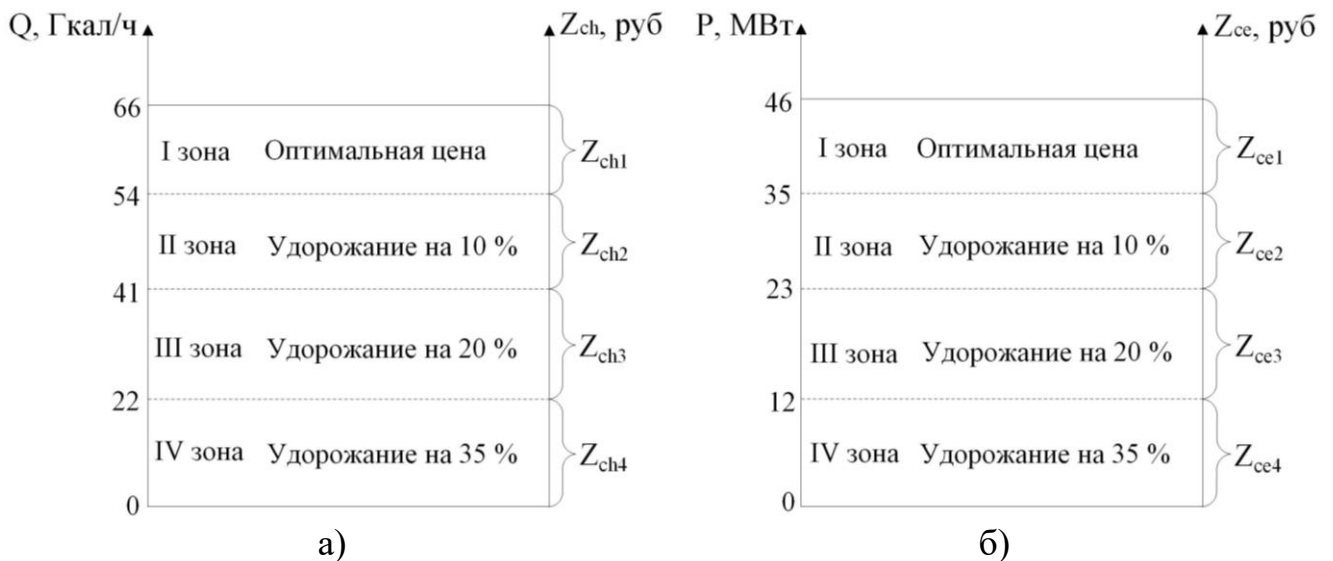 Q, Гкал/ч Zch, руб P, МВт Zce, руб
66 46
I зона Оптимальная цена Zch1 I зона Оптимальная цена Zce1
54 35
II зона Удорожание на 10 % Zch2 II зона Удорожание на 10 % Zce2
41 23
III зона Удорожание на 20 % Zch3 III зона Удорожание на 20 % Zce3
22 12
IV зона Удорожание на 35 % Zch4 IV зона Удорожание на 35 % Zce4
0 0
а) б)